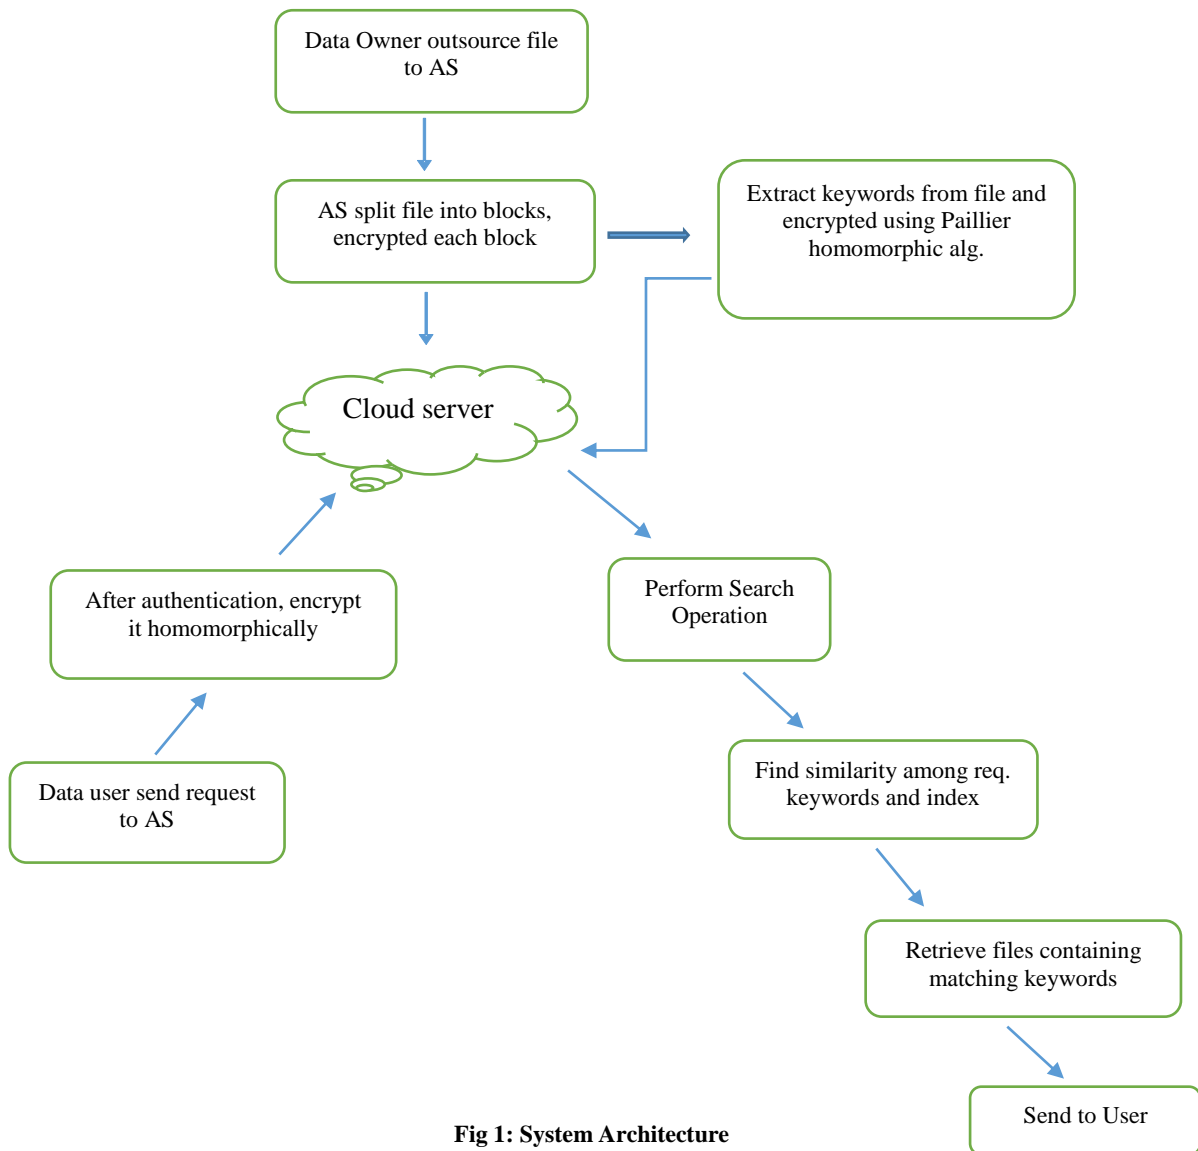 Data Owner outsource file
to AS
AS split file into blocks,
encrypted each block
Extract keywords from file and
encrypted using Paillier
homomorphic alg.
Cloud server
After authentication, encrypt
it homomorphically
Perform Search
Operation
Data user send request
to AS
Find similarity among req.
keywords and index
Retrieve files containing
matching keywords
Send to User
Fig 1: System Architecture